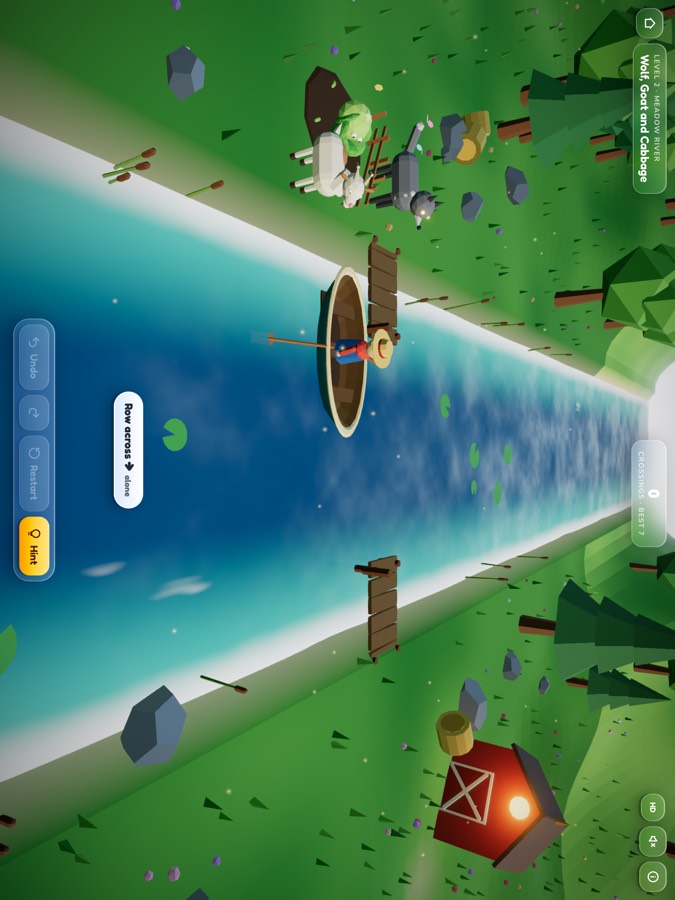 LEVEL 2 · MEADOW RIVER
Wolf, Goat and Cabbage
0
CROSSINGS · BEST 7
HD
Row across → alone
Undo
Restart
Hint